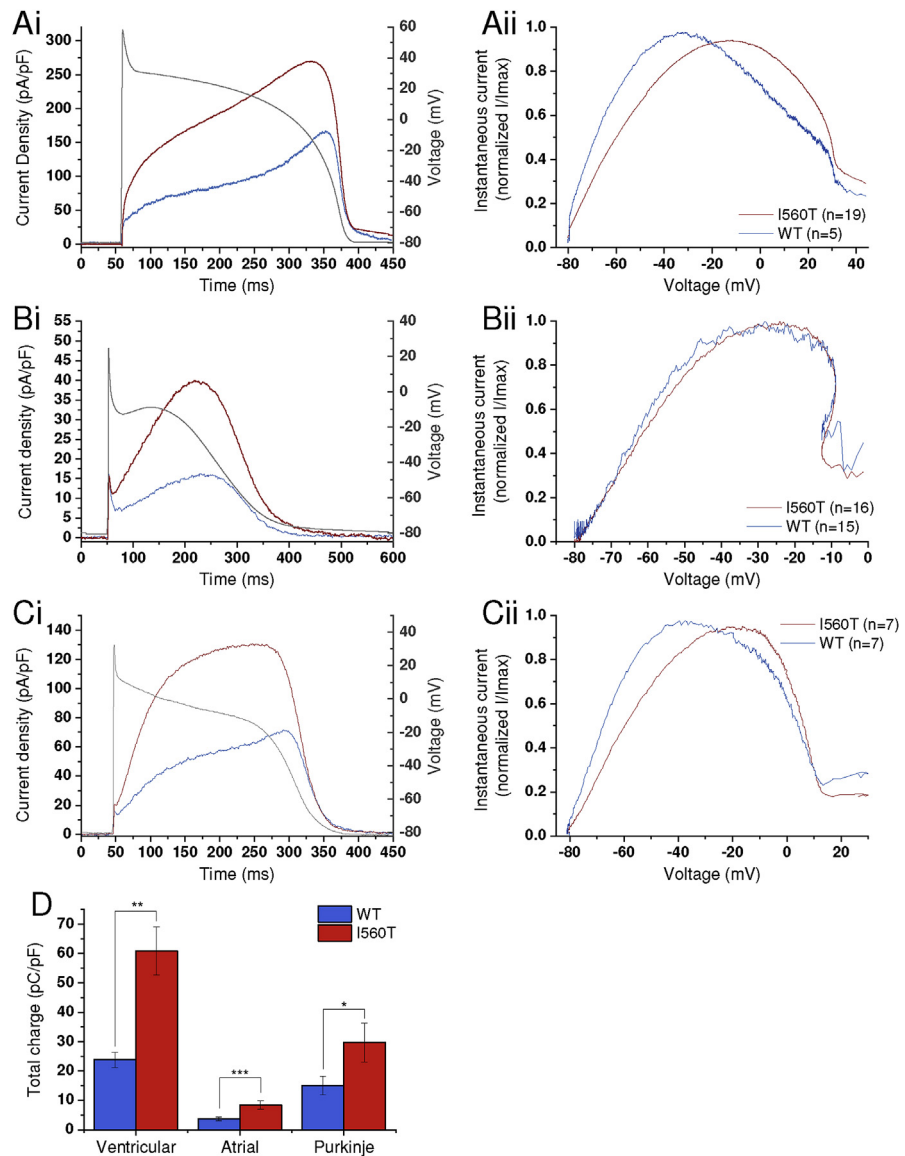 Ai
Current Density (pA/pF)
300
250
200
150
100
50
0
0 50 100 150 200 250 300 350 400 450
Time (ms)
60
40
20
0
-20
-40
-60
-80
Voltage (mV)
Aii
Instantaneous current
(normalized I/Imax)
1.0
0.8
0.6
0.4
0.2
0.0
-80 -60 -40 -20 0 20 40
Voltage (mV)
I560T (n=19)
WT (n=5)
Bi
Current density (pA/pF)
55
50
45
40
35
30
25
20
15
10
5
0
0 100 200 300 400 500 600
Time (ms)
40
20
0
-20
-40
-60
-80
Voltage (mV)
Bii
Instantaneous current
(normalized I/Imax)
1.0
0.8
0.6
0.4
0.2
0.0
-80 -70 -60 -50 -40 -30 -20 -10 0
Voltage (mV)
I560T (n=16)
WT (n=15)
Ci
Current density (pA/pF)
140
120
100
80
60
40
20
0
0 50 100 150 200 250 300 350 400 450
Time (ms)
40
20
0
-20
-40
-60
-80
Voltage (mV)
Cii
Instantaneous current
(normalized I/Imax)
1.0
0.8
0.6
0.4
0.2
0.0
-80 -60 -40 -20 0 20
Voltage (mV)
I560T (n=7)
WT (n=7)
D
Total charge (pC/pF)
70
60
50
40
30
20
10
0
**
***
*
WT
I560T
Ventricular Atrial Purkinje